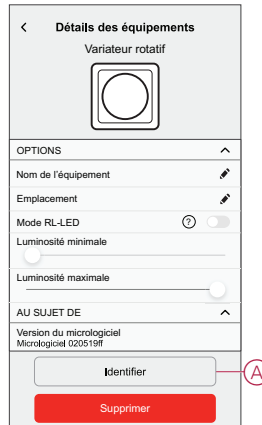 Détails des équipements
Variateur rotatif
OPTIONS
Nom de l'équipement
Emplacement
Mode RL-LED ?
Luminosité minimale
Luminosité maximale
AU SUJET DE
Version du micrologiciel
Micrologiciel 020519ff
Identifier
A
Supprimer